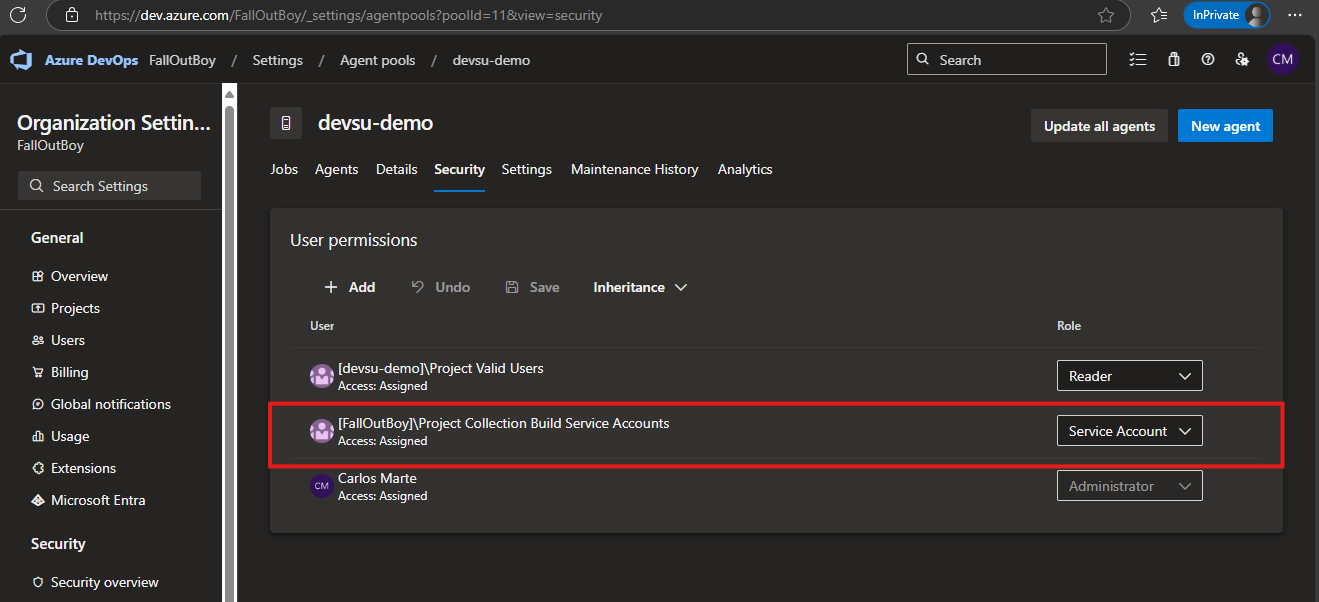 https://dev.azure.com/FallOutBoy/_settings/agentpools?poolId=11&view=security
InPrivate
Azure DevOps FallOutBoy / Settings / Agent pools / devsu-demo
Search
CM
Organization Settin...
FallOutBoy
Search Settings
General
Overview
Projects
Users
Billing
Global notifications
Usage
Extensions
Microsoft Entra
Security
Security overview
devsu-demo
Update all agents
New agent
Jobs Agents Details Security Settings Maintenance History Analytics
User permissions
Add Undo Save Inheritance
User Role
[devsu-demo]\Project Valid Users
Access: Assigned
Reader
[FallOutBoy]\Project Collection Build Service Accounts
Access: Assigned
Service Account
CM
Carlos Marte
Access: Assigned
Administrator